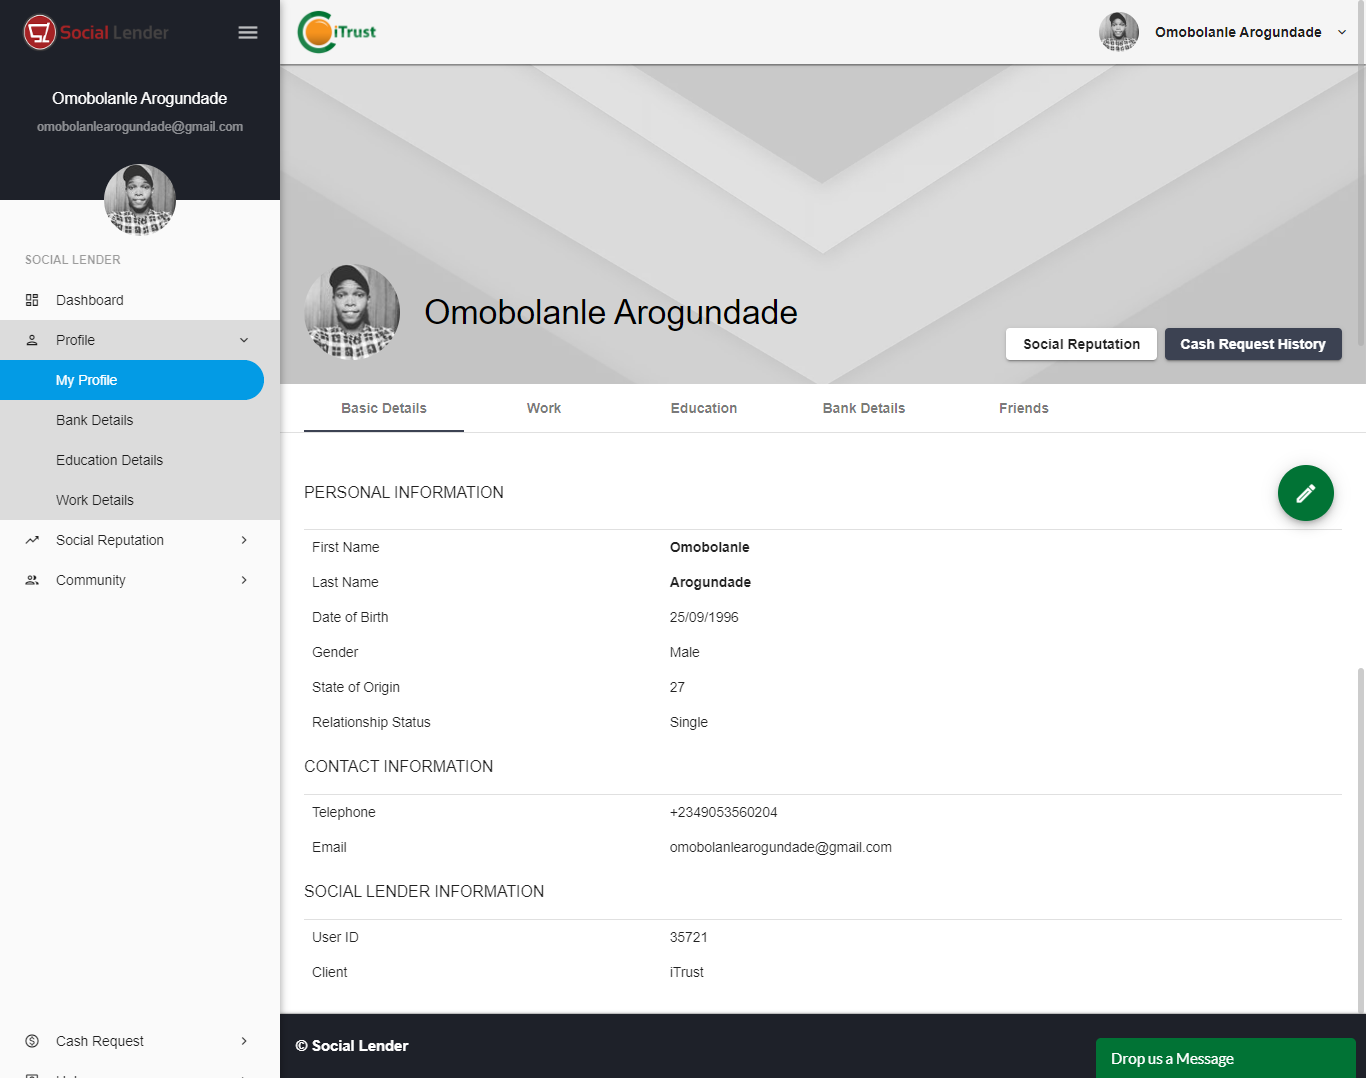 Social Lender
Omobolanle Arogundade
omobolanlearogundade@gmail.com
SOCIAL LENDER
Dashboard
Profile
My Profile
Bank Details
Education Details
Work Details
Social Reputation
Community
Cash Request
iTrust
Omobolanle Arogundade
Omobolanle Arogundade
Social Reputation
Cash Request History
Basic Details Work Education Bank Details Friends
PERSONAL INFORMATION
First Name Omobolanle
Last Name Arogundade
Date of Birth 25/09/1996
Gender Male
State of Origin 27
Relationship Status Single
CONTACT INFORMATION
Telephone +2349053560204
Email omobolanlearogundade@gmail.com
SOCIAL LENDER INFORMATION
User ID 35721
Client iTrust
© Social Lender
Drop us a Message